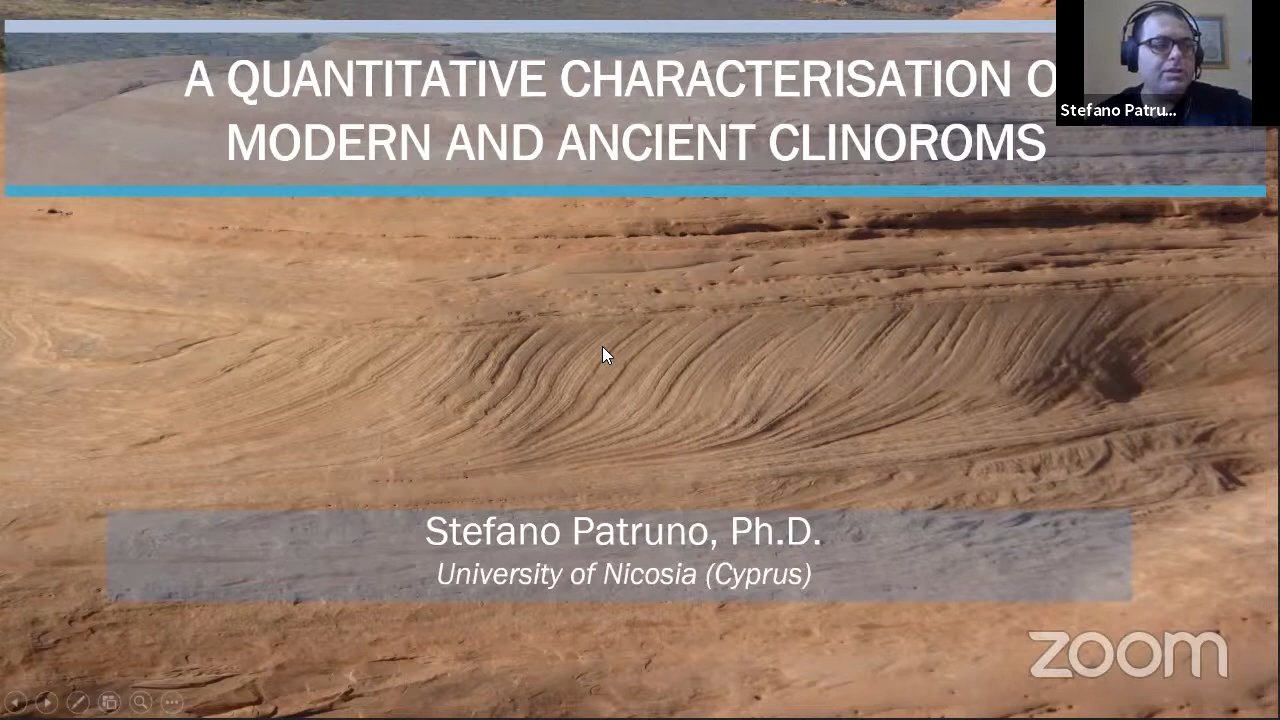 A QUANTITATIVE CHARACTERISATION O
MODERN AND ANCIENT CLINOROMS
Stefano Patru...
Stefano Patruno, Ph.D.
University of Nicosia (Cyprus)
zoom